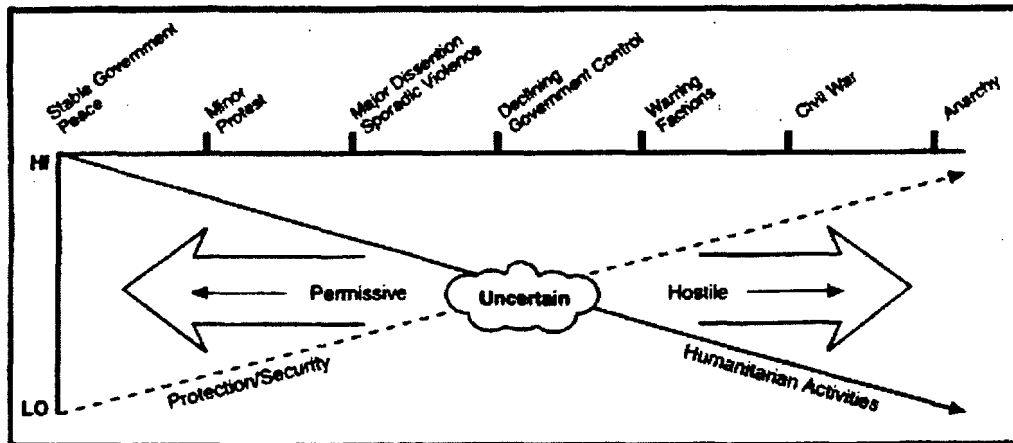 Stable Government
Peace
Minor
Protest
Major Dissention
Sporadic Violence
Declining
Government Control
Warring
Factions
Civil War
Anarchy
HI
Permissive
Uncertain
Hostile
Protection/Security
Humanitarian Activities
LO